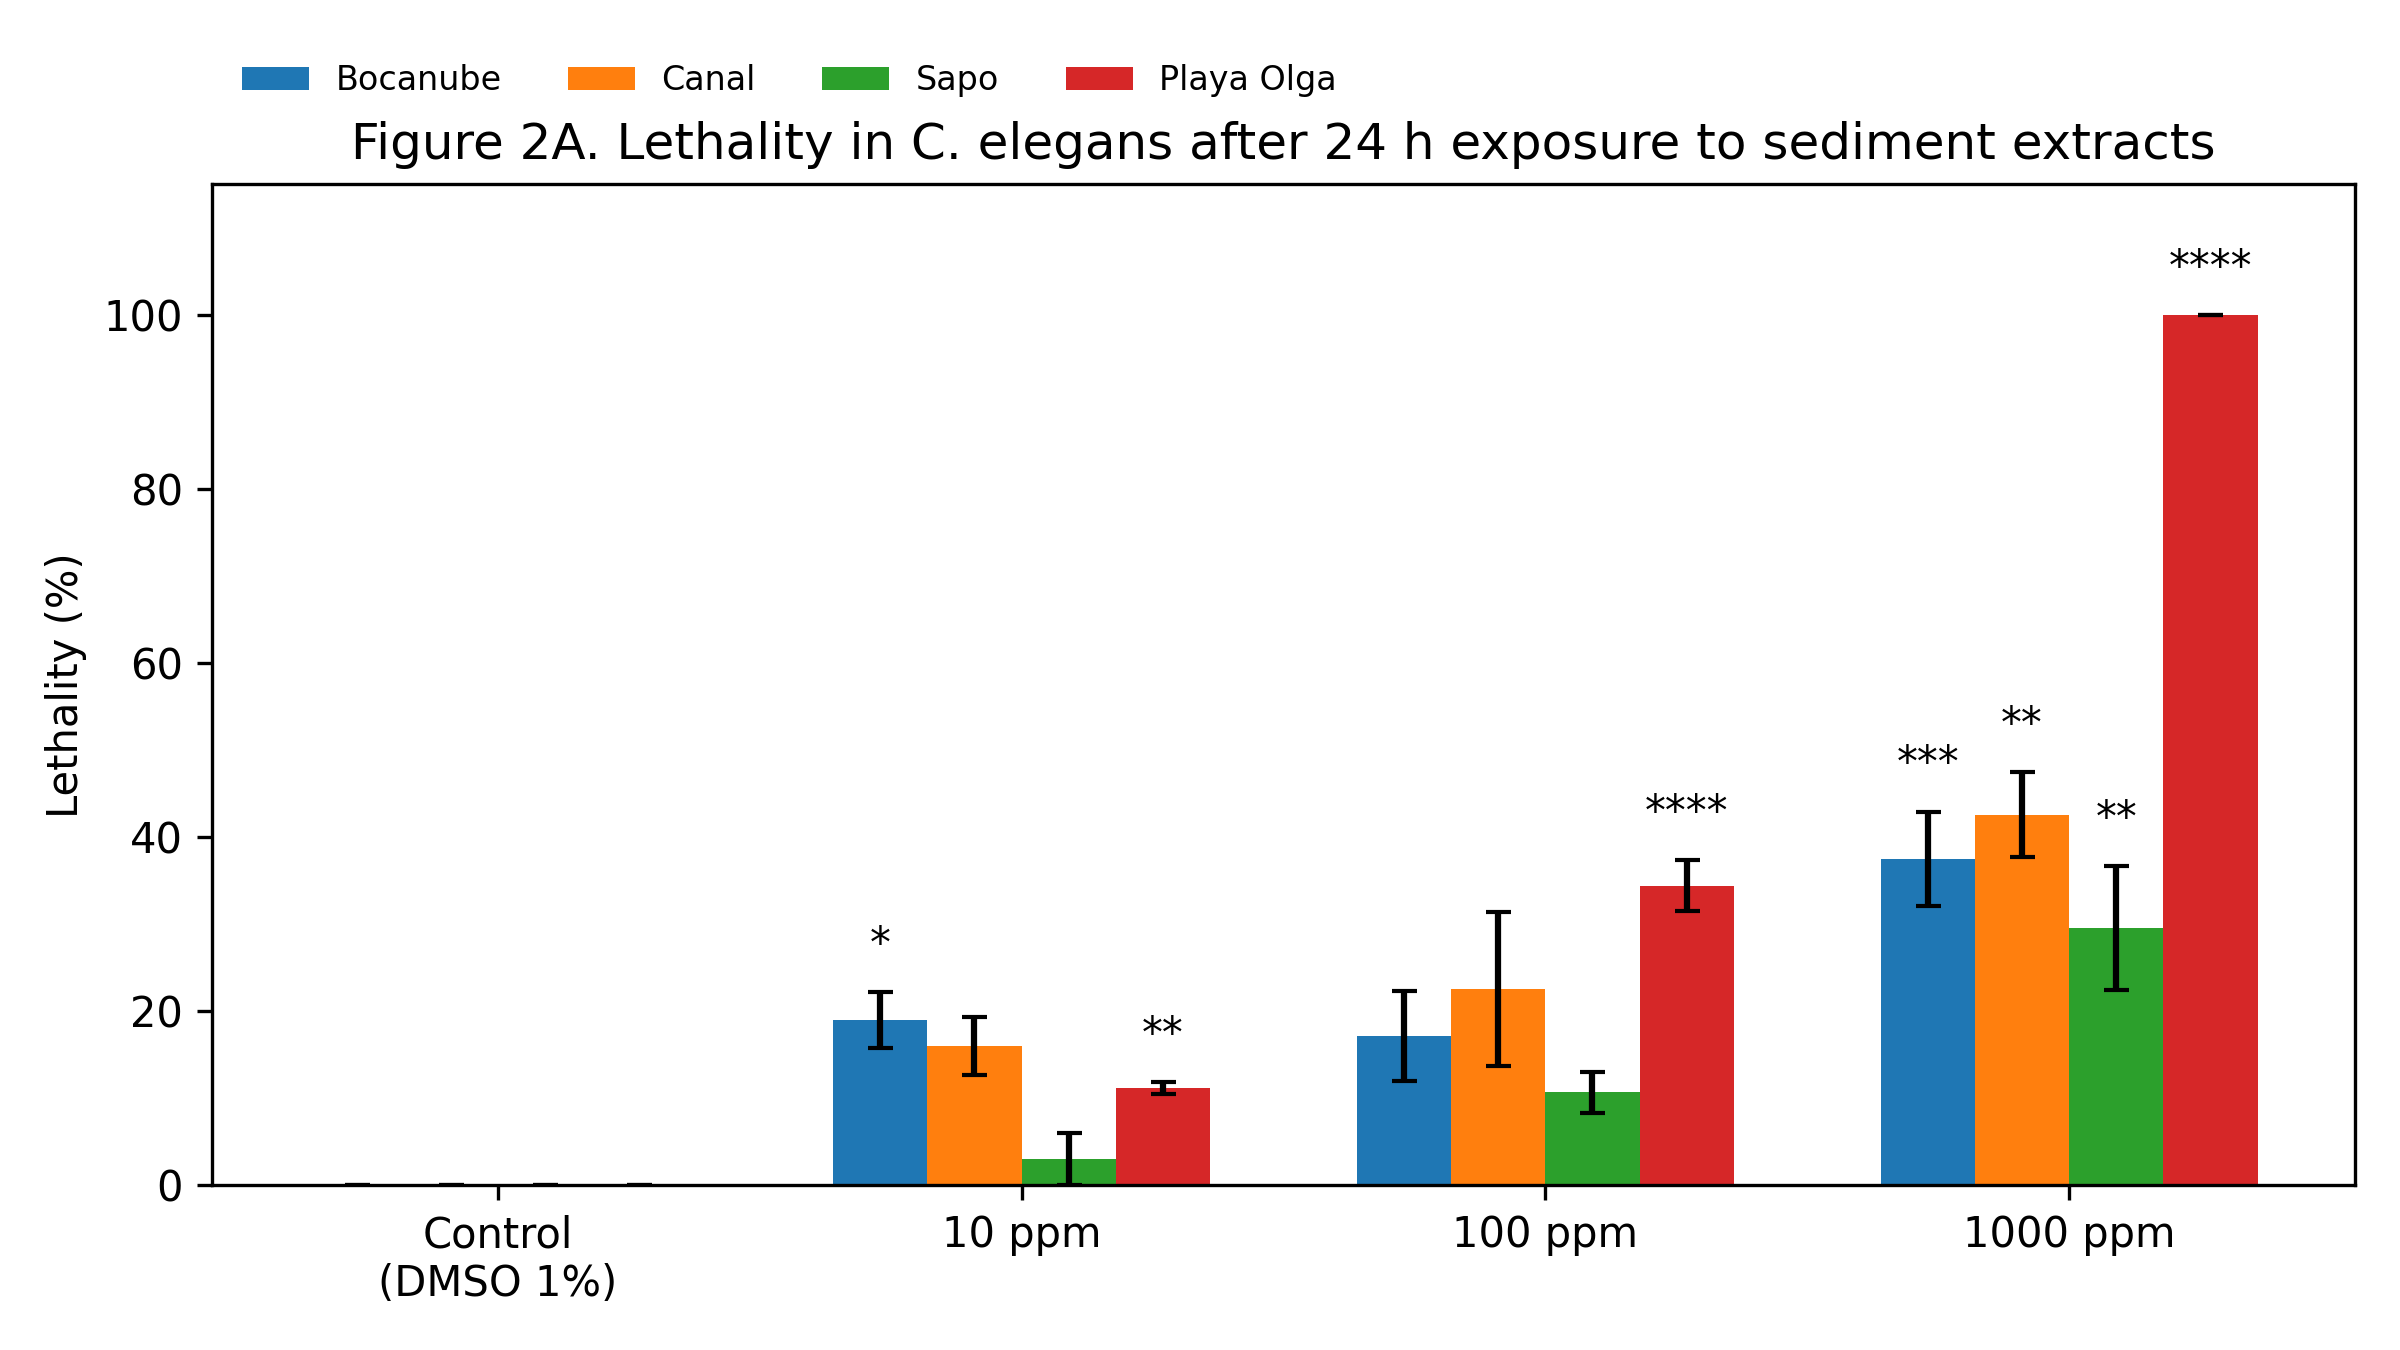 Bocanube Canal Sapo Playa Olga
Figure 2A. Lethality in C. elegans after 24 h exposure to sediment extracts
Lethality (%)
100
80
60
40
20
0
****
**
***
**
****
*
**
Control
(DMSO 1%)
10 ppm
100 ppm
1000 ppm